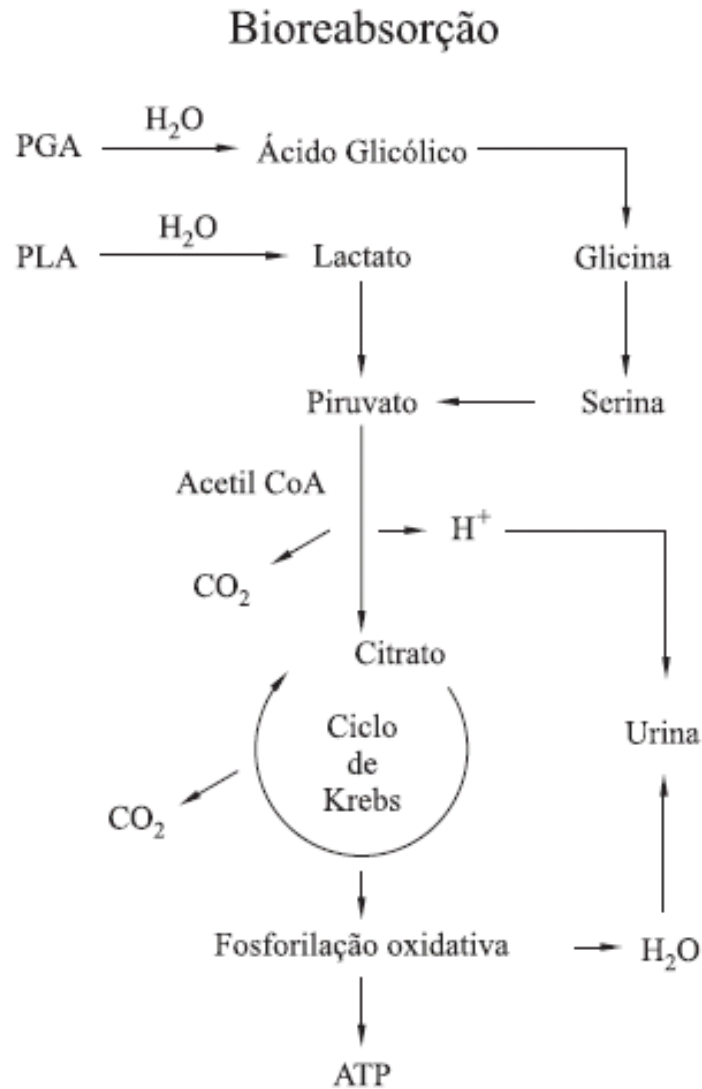 Bioreabsorção
H₂O
PGA Ácido Glicólico
H₂O
PLA Lactato Glicina
Piruvato Serina
Acetil CoA
H⁺
CO₂
Citrato
Ciclo
de
Krebs
Urina
CO₂
Fosforilação oxidativa H₂O
ATP